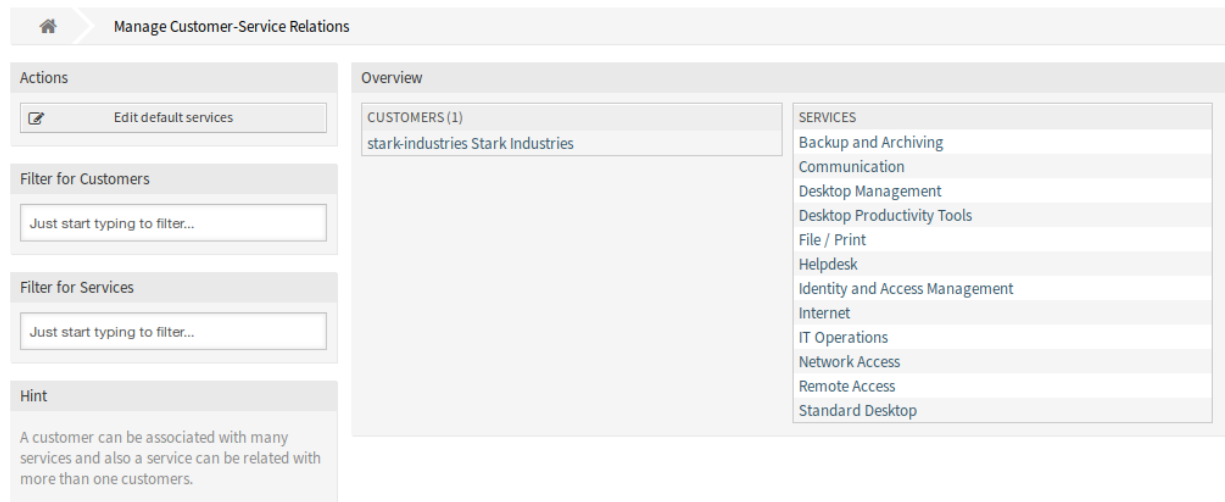 Manage Customer-Service Relations
Actions
Edit default services
Filter for Customers
Just start typing to filter...
Filter for Services
Just start typing to filter...
Hint
A customer can be associated with many
services and also a service can be related with
more than one customers.
Overview
CUSTOMERS (1)
stark-industries Stark Industries
SERVICES
Backup and Archiving
Communication
Desktop Management
Desktop Productivity Tools
File / Print
Helpdesk
Identity and Access Management
Internet
IT Operations
Network Access
Remote Access
Standard Desktop